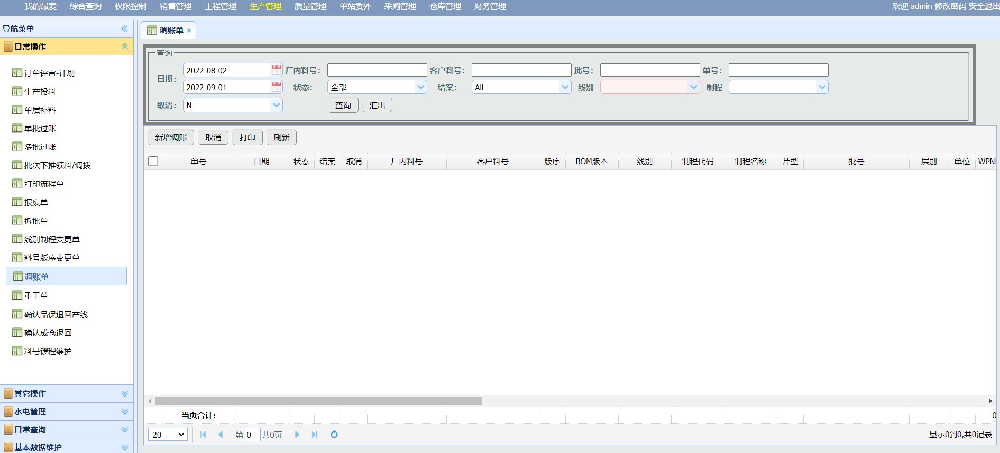 我的最爱 综合查询 权限控制 销售管理 工程管理 生产管理 质量管理 单站委外 采购管理 仓库管理 财务管理 欢迎 admin 修改密码 安全退出
导航菜单
日常操作
订单评审-计划
生产投料
单层补料
单批过账
多批过账
批次下推领料/调拨
打印流程单
报废单
拆批单
线别制程变更单
料号版序变更单
调账单
重工单
确认品保退回产线
确认成仓退回
料号锣程维护
其它操作
水电管理
日常查询
基本数据维护
调账单
查询
日期: 2022-08-02 厂内料号: 客户料号: 批号: 单号:
2022-09-01 状态: 全部 结案: All 线别 制程
取消: N 查询 汇出
新增调账 取消 打印 刷新
单号 日期 状态 结案 取消 厂内料号 客户料号 版序 BOM版本 线别 制程代码 制程名称 片型 批号 层别 单位 WPNL
当页合计: 0
20 第 0 共0页 显示0到0,共0记录